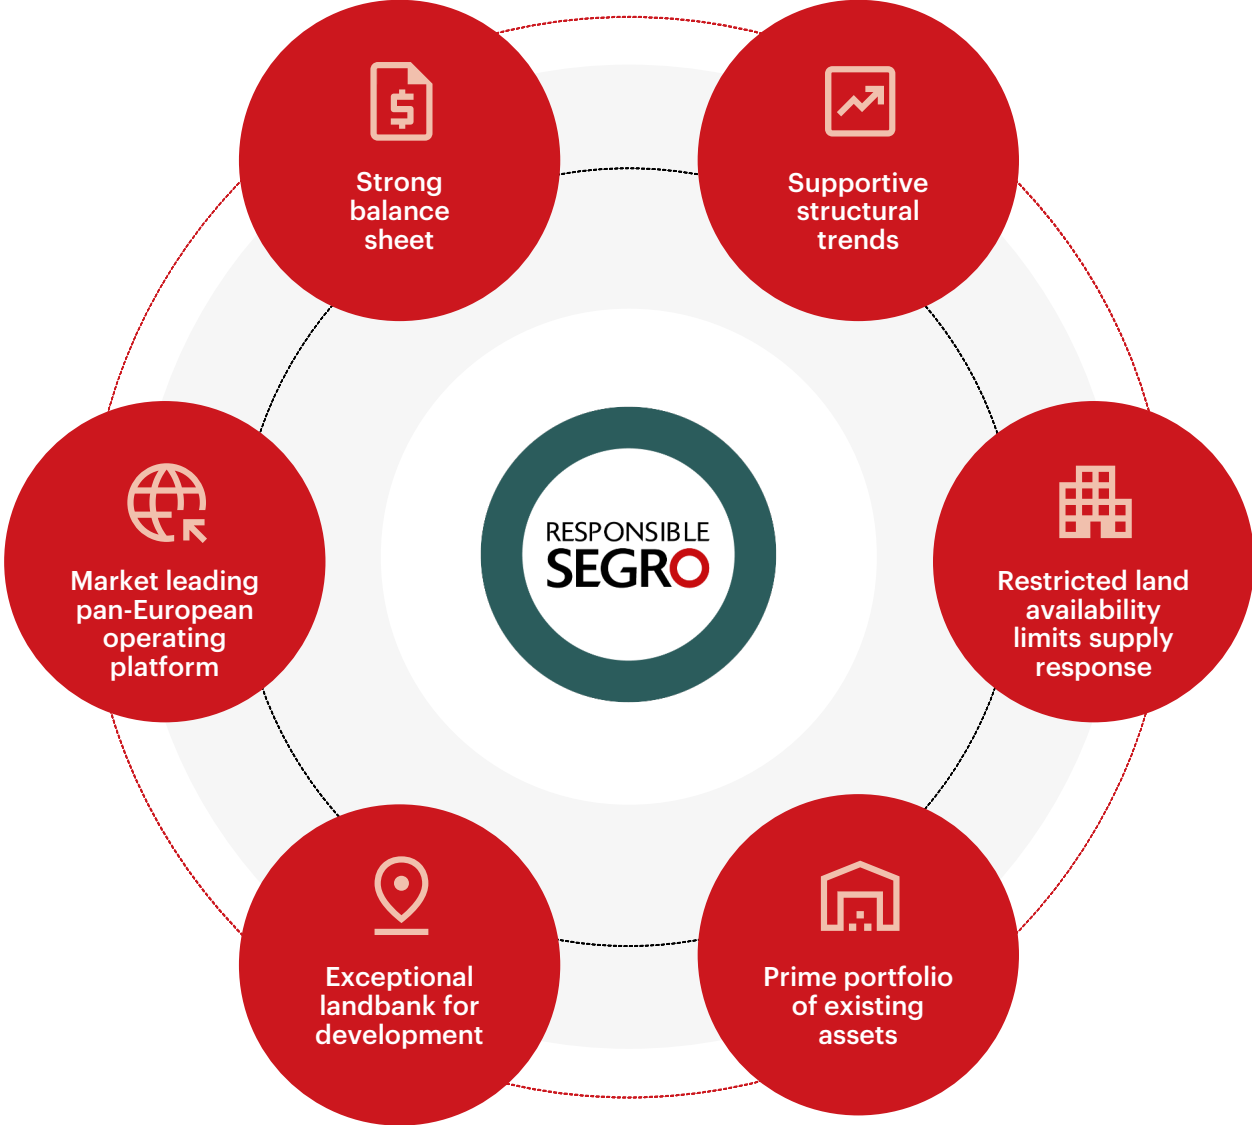 Strong
balance
sheet
Supportive
structural
trends
Market leading
pan-European
operating
platform
RESPONSIBLE
SEGRO
Restricted land
availability
limits supply
response
Exceptional
landbank for
development
Prime portfolio
of existing
assets